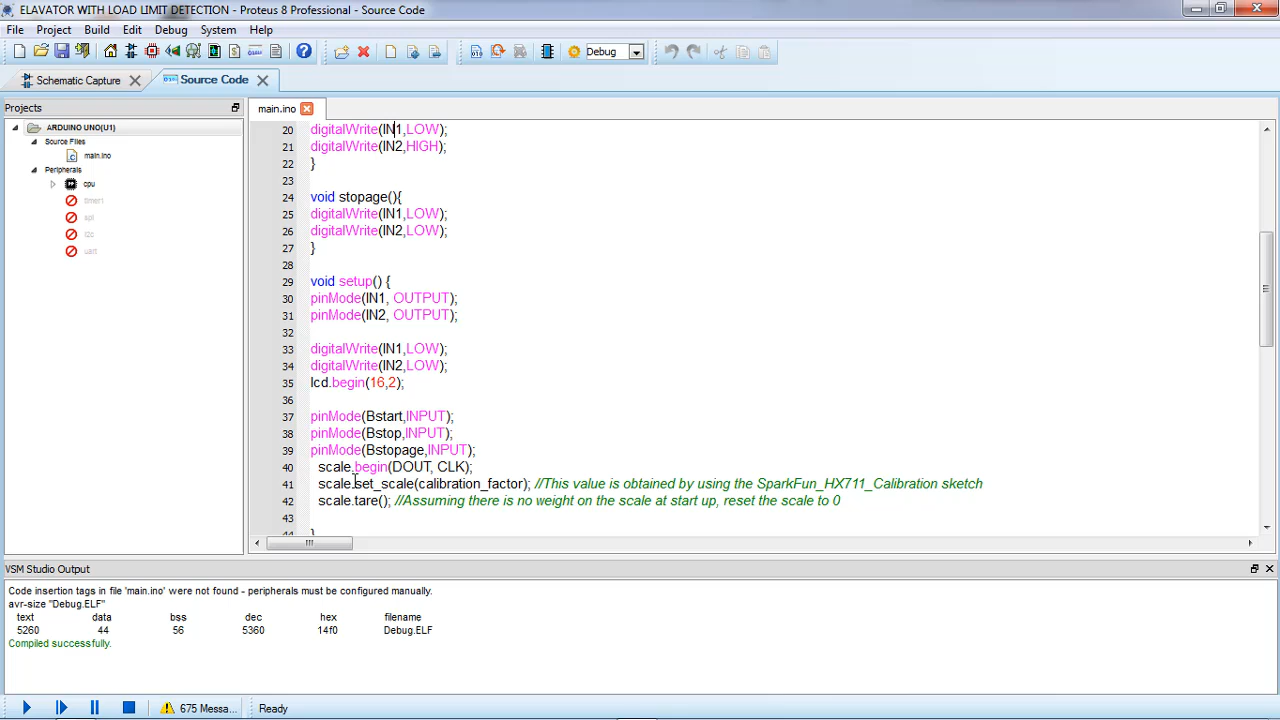 ELAVATOR WITH LOAD LIMIT DETECTION - Proteus 8 Professional - Source Code
File Project Build Edit Debug System Help
Debug
Schematic Capture Source Code
Projects
main.ino
ARDUINO UNO(U1)
Source Files
main.ino
Peripherals
cpu
timer1
spi
i2c
uart
20 digitalWrite(IN1,LOW);
21 digitalWrite(IN2,HIGH);
22 }
23
24 void stopage(){
25 digitalWrite(IN1,LOW);
26 digitalWrite(IN2,LOW);
27 }
28
29 void setup() {
30 pinMode(IN1, OUTPUT);
31 pinMode(IN2, OUTPUT);
32
33 digitalWrite(IN1,LOW);
34 digitalWrite(IN2,LOW);
35 lcd.begin(16,2);
36
37 pinMode(Bstart,INPUT);
38 pinMode(Bstop,INPUT);
39 pinMode(Bstopage,INPUT);
40 scale.begin(DOUT, CLK);
41 scale.set_scale(calibration_factor); //This value is obtained by using the SparkFun_HX711_Calibration sketch
42 scale.tare(); //Assuming there is no weight on the scale at start up, reset the scale to 0
43
44 }
VSM Studio Output
Code insertion tags in file 'main.ino' were not found - peripherals must be configured manually.
avr-size "Debug.ELF"
text data bss dec hex filename
5260 44 56 5360 14f0 Debug.ELF
Compiled successfully.
675 Messa... Ready